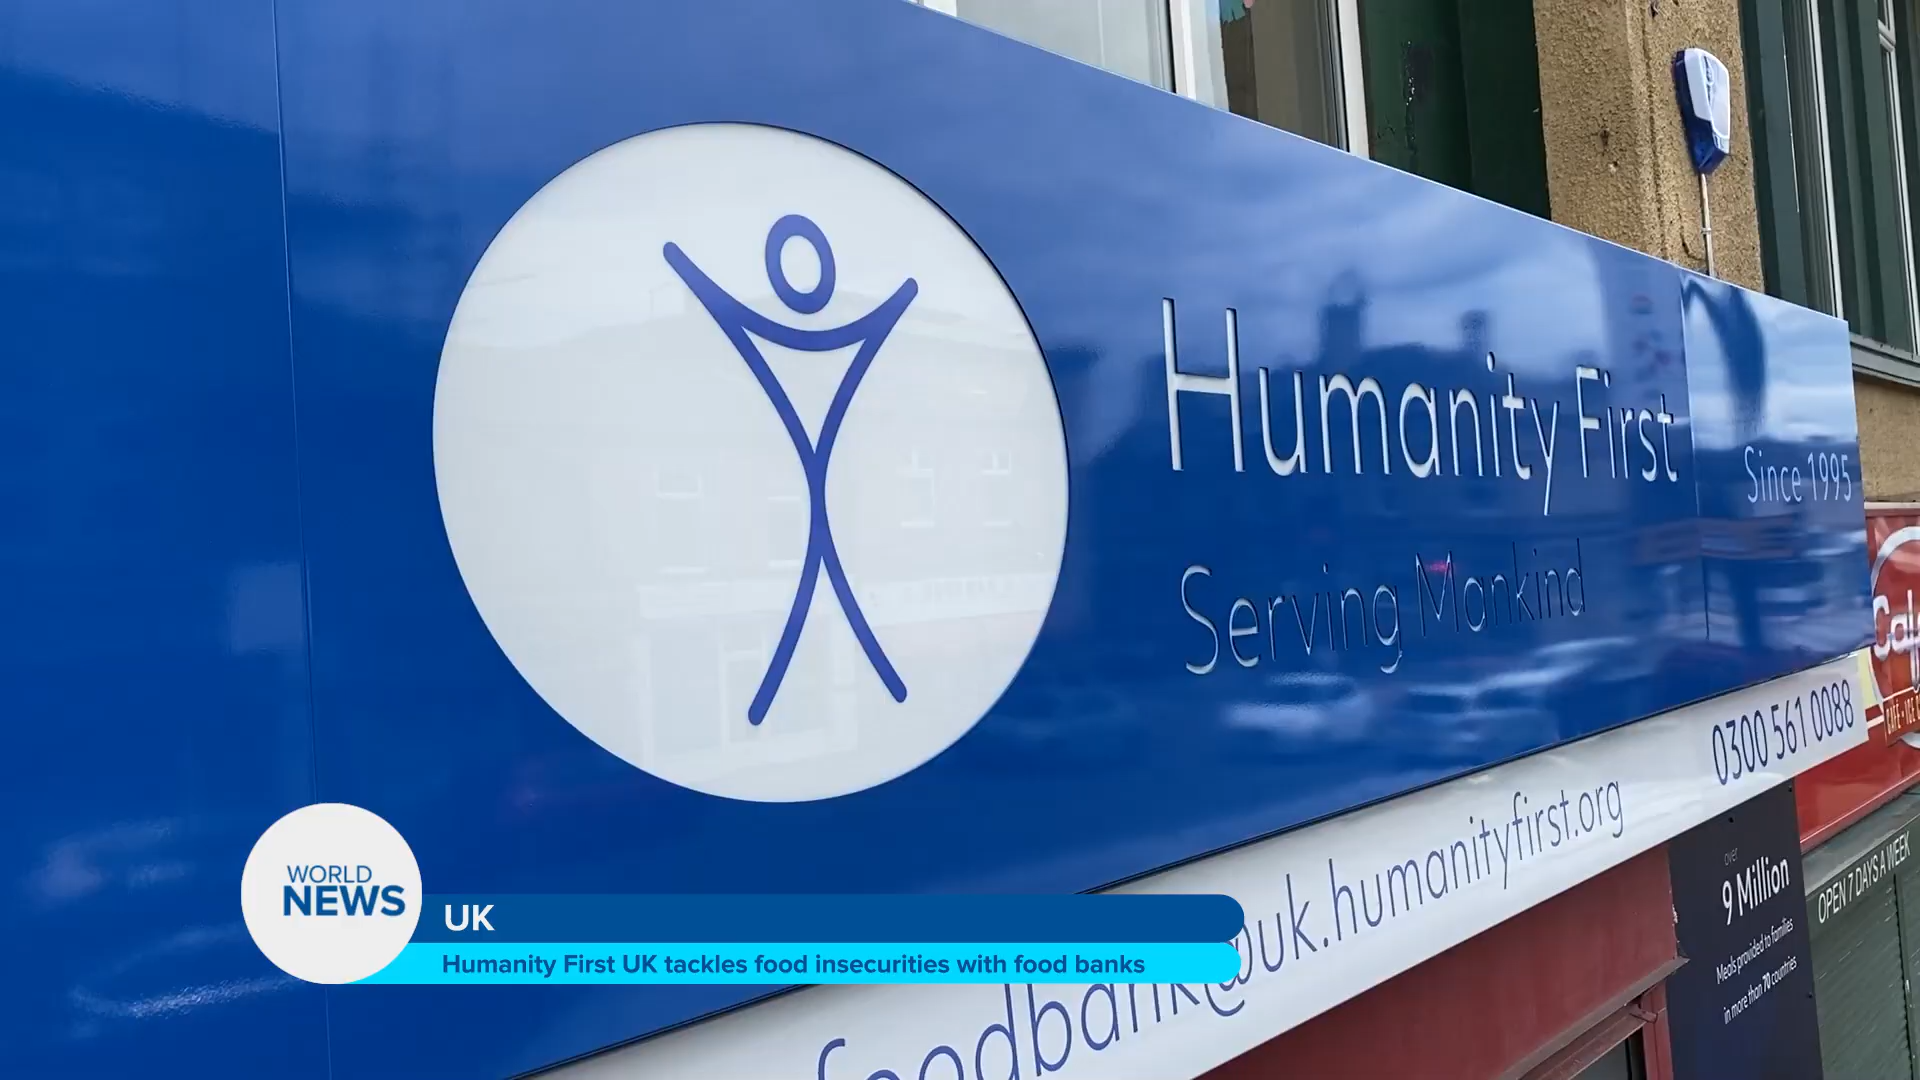 Humanity First
Since 1995
Serving Mankind
0300 561 0088
foodbank@uk.humanityfirst.org
over
9 Million
Meals provided to families
in more than 70 countries
OPEN 7 DAYS A WEEK
WORLD
NEWS
UK
Humanity First UK tackles food insecurities with food banks